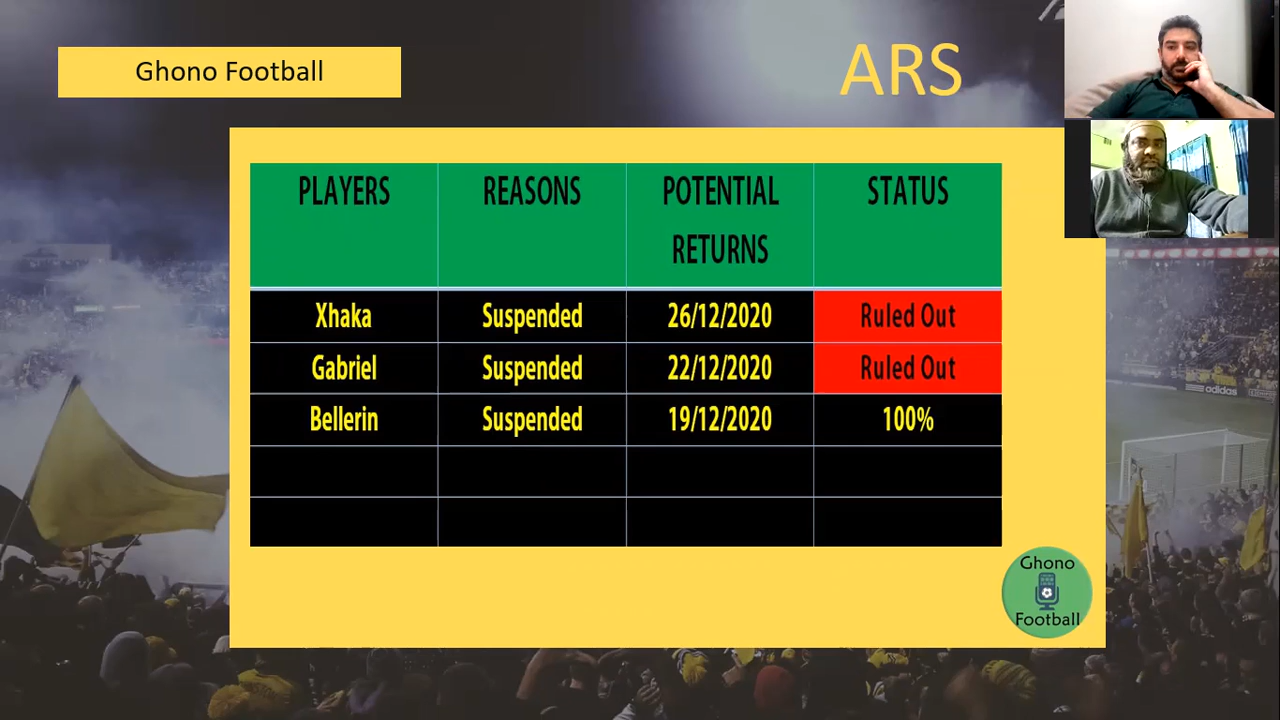 Ghono Football
ARS
PLAYERS REASONS POTENTIAL RETURNS STATUS
Xhaka Suspended 26/12/2020 Ruled Out
Gabriel Suspended 22/12/2020 Ruled Out
Bellerin Suspended 19/12/2020 100%
adidas
Ghono
Football